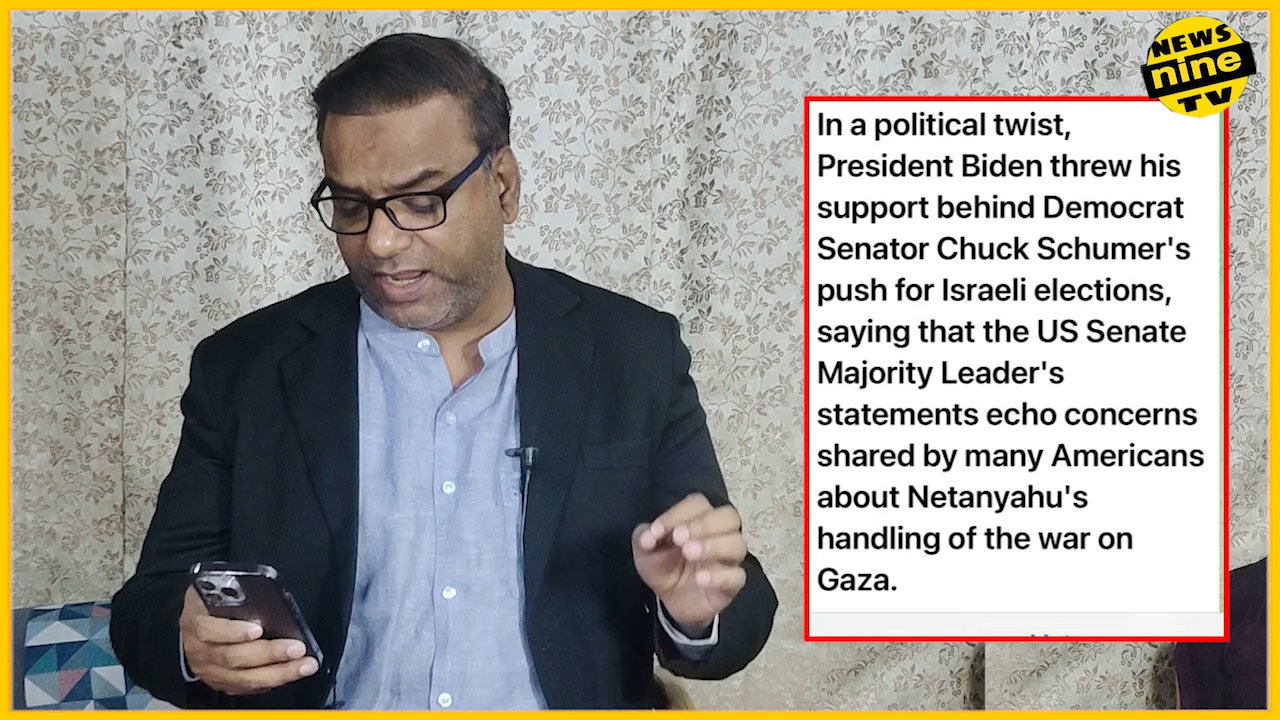 NEWS
nine
TV
In a political twist,
President Biden threw his
support behind Democrat
Senator Chuck Schumer's
push for Israeli elections,
saying that the US Senate
Majority Leader's
statements echo concerns
shared by many Americans
about Netanyahu's
handling of the war on
Gaza.